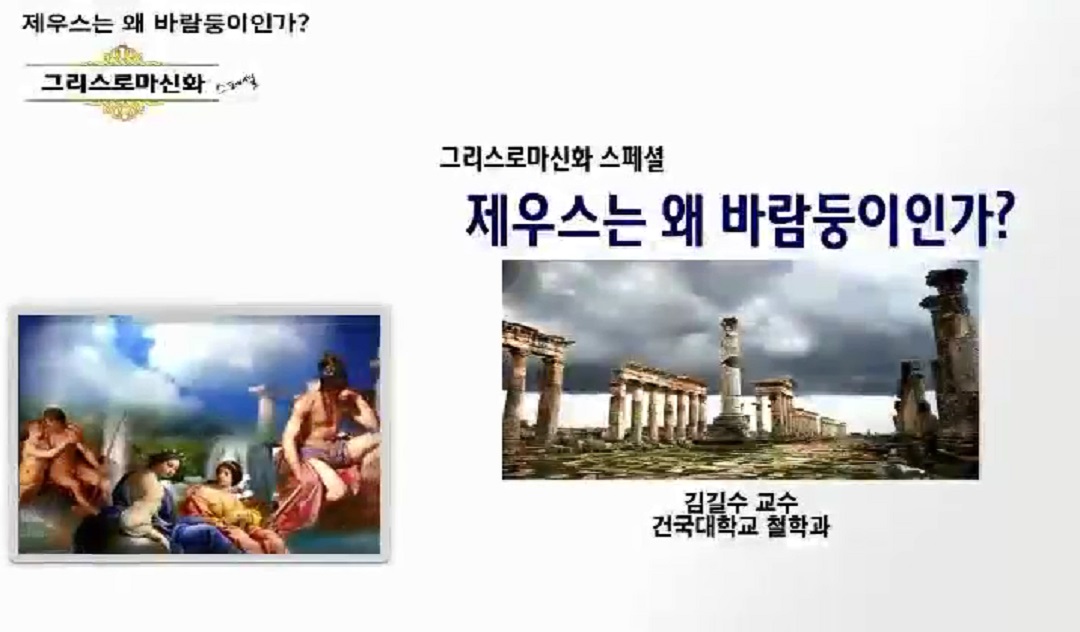 제우스는 왜 바람둥이인가?
그리스로마신화 스페셜
그리스로마신화 스페셜
제우스는 왜 바람둥이인가?
김길수 교수
건국대학교 철학과